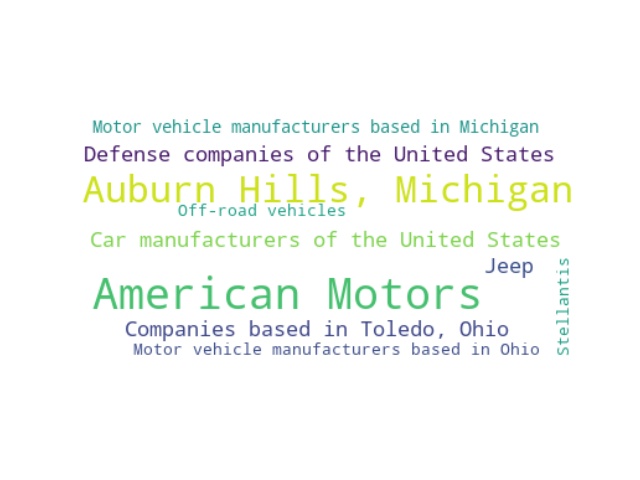 Motor vehicle manufacturers based in Michigan
Defense companies of the United States
Auburn Hills, Michigan
Off-road vehicles
Car manufacturers of the United States
Jeep
American Motors
Stellantis
Companies based in Toledo, Ohio
Motor vehicle manufacturers based in Ohio